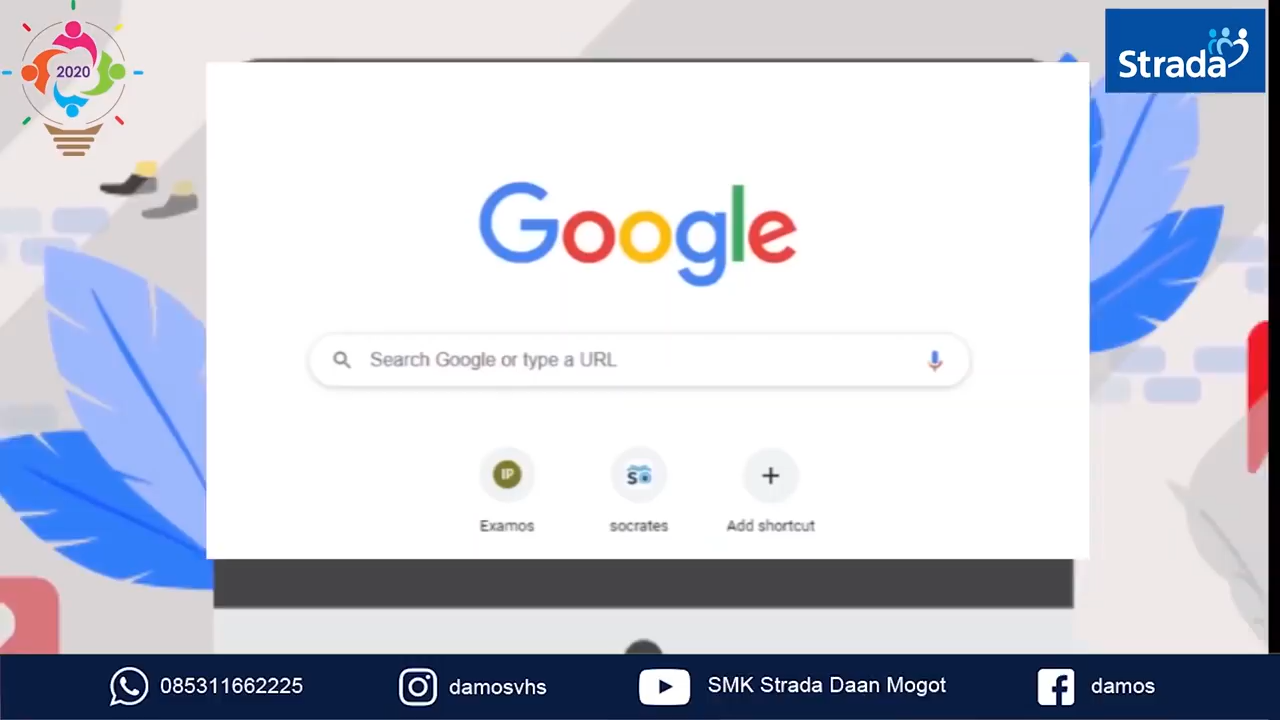 2020
Strada
Google
Search Google or type a URL
IP
Examos
so
socrates
Add shortcut
085311662225
damosvhs
SMK Strada Daan Mogot
damos